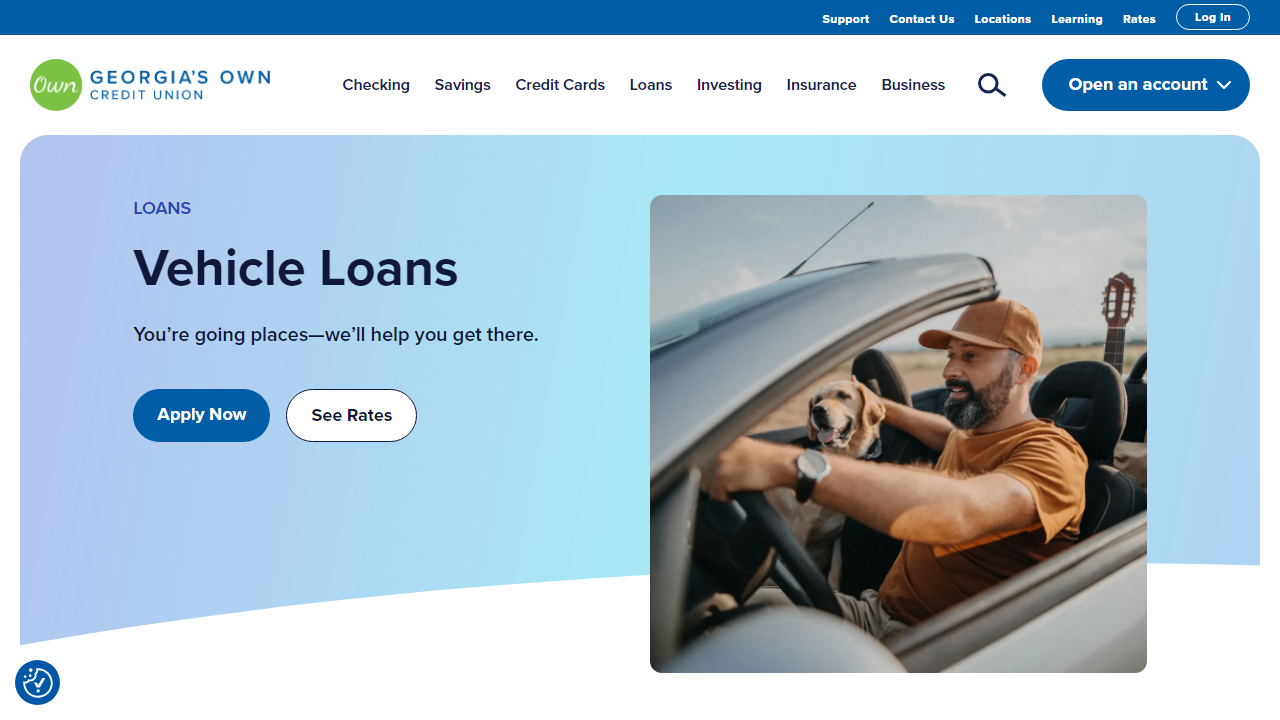 Support Contact Us Locations Learning Rates Log In
Own GEORGIA'S OWN
CREDIT UNION
Checking Savings Credit Cards Loans Investing Insurance Business Open an account
LOANS
Vehicle Loans
You’re going places—we’ll help you get there.
Apply Now See Rates